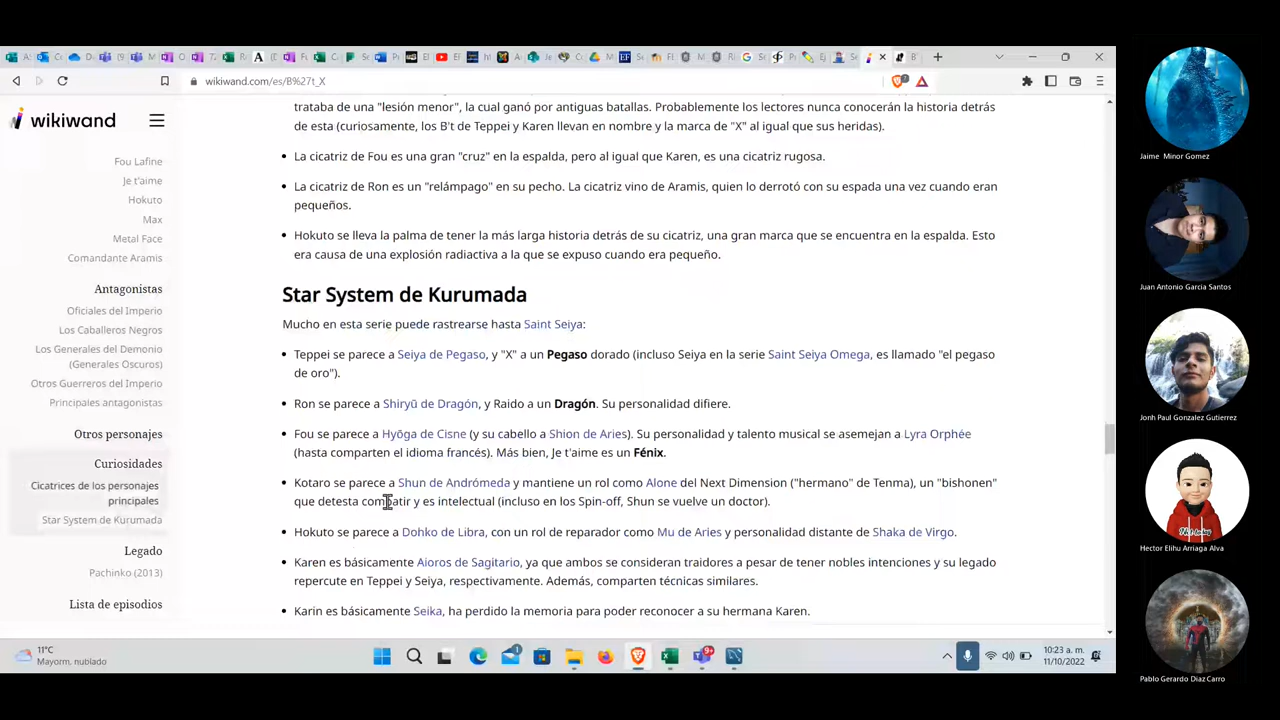 wikiwand.com/es/B%27t_X
wikiwand
Fou Lafine
Je t'aime
Hokuto
Max
Metal Face
Comandante Aramis
Antagonistas
Oficiales del Imperio
Los Caballeros Negros
Los Generales del Demonio
(Generales Oscuros)
Otros Guerreros del Imperio
Principales antagonistas
Otros personajes
Curiosidades
Cicatrices de los personajes
principales
Star System de Kurumada
Legado
Pachinko (2013)
Lista de episodios
trataba de una "lesión menor", la cual ganó por antiguas batallas. Probablemente los lectores nunca conocerán la historia detrás
de esta (curiosamente, los B't de Teppei y Karen llevan en nombre y la marca de "X" al igual que sus heridas).
• La cicatriz de Fou es una gran "cruz" en la espalda, pero al igual que Karen, es una cicatriz rugosa.
• La cicatriz de Ron es un "relámpago" en su pecho. La cicatriz vino de Aramis, quien lo derrotó con su espada una vez cuando eran
pequeños.
• Hokuto se lleva la palma de tener la más larga historia detrás de su cicatriz, una gran marca que se encuentra en la espalda. Esto
era causa de una explosión radiactiva a la que se expuso cuando era pequeño.
Star System de Kurumada
Mucho en esta serie puede rastrearse hasta Saint Seiya:
• Teppei se parece a Seiya de Pegaso, y "X" a un Pegaso dorado (incluso Seiya en la serie Saint Seiya Omega, es llamado "el pegaso
de oro").
• Ron se parece a Shiryū de Dragón, y Raido a un Dragón. Su personalidad difiere.
• Fou se parece a Hyōga de Cisne (y su cabello a Shion de Aries). Su personalidad y talento musical se asemejan a Lyra Orphée
(hasta comparten el idioma francés). Más bien, Je t'aime es un Fénix.
• Kotaro se parece a Shun de Andrómeda y mantiene un rol como Alone del Next Dimension ("hermano" de Tenma), un "bishonen"
que detesta combatir y es intelectual (incluso en los Spin-off, Shun se vuelve un doctor).
• Hokuto se parece a Dohko de Libra, con un rol de reparador como Mu de Aries y personalidad distante de Shaka de Virgo.
• Karen es básicamente Aioros de Sagitario, ya que ambos se consideran traidores a pesar de tener nobles intenciones y su legado
repercute en Teppei y Seiya, respectivamente. Además, comparten técnicas similares.
• Karin es básicamente Seika, ha perdido la memoria para poder reconocer a su hermana Karen.
11°C
Mayorm. nublado
10:23 a. m.
11/10/2022
Jaime Minor Gomez
Juan Antonio Garcia Santos
Jonh Paul Gonzalez Gutierrez
Hector Elihu Arriaga Alva
Pablo Gerardo Diaz Carro